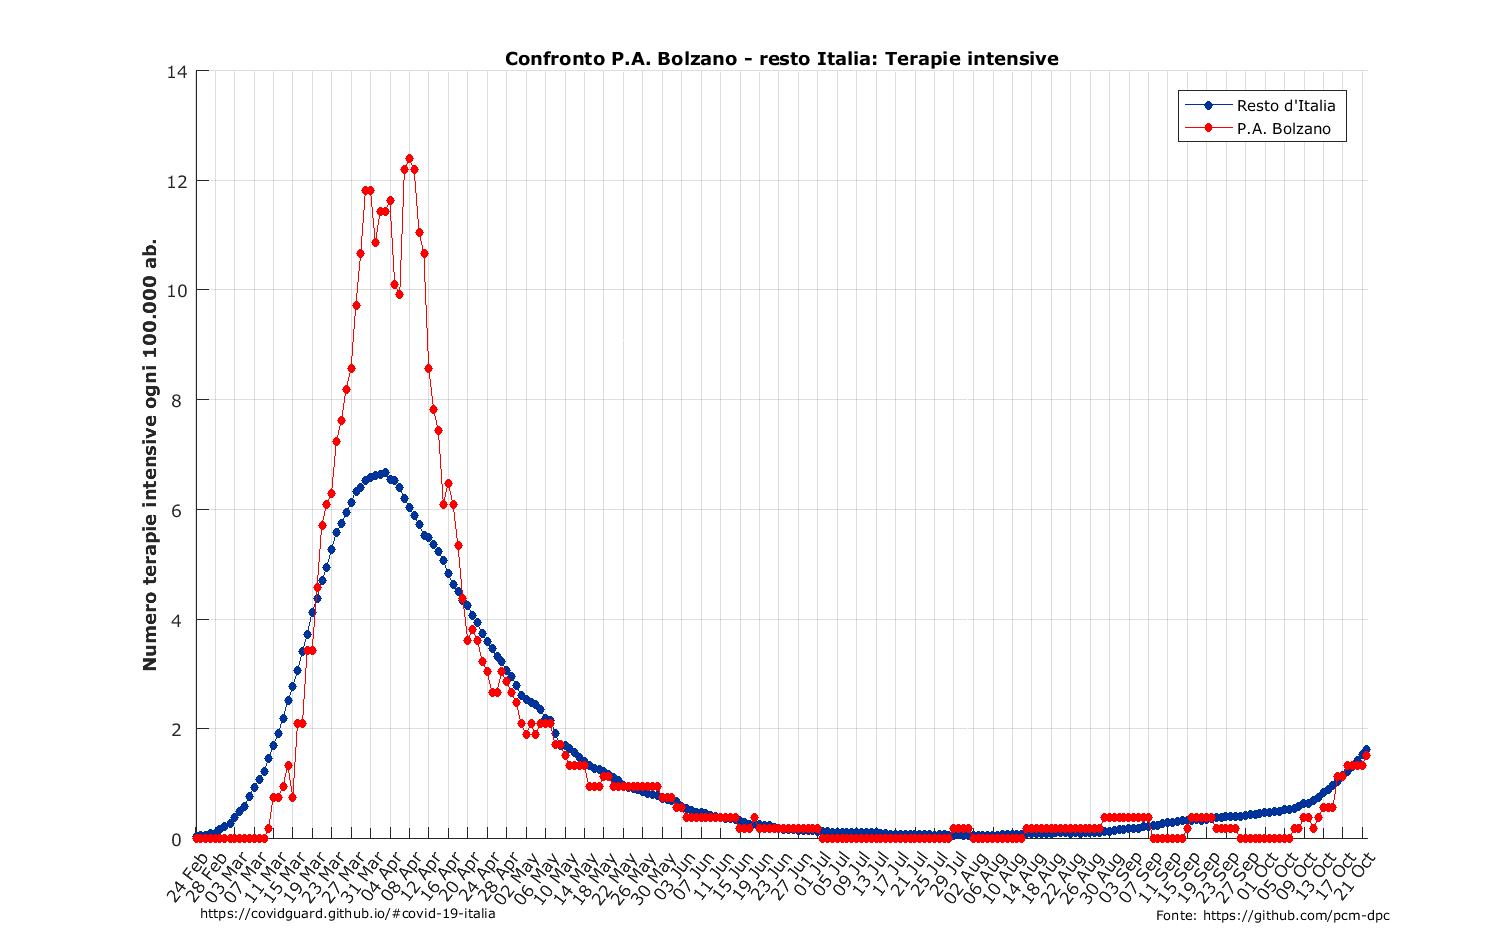 Confronto P.A. Bolzano - resto Italia: Terapie intensive
Resto d'Italia
P.A. Bolzano
Numero terapie intensive ogni 100.000 ab.
14
12
10
8
6
4
2
0
24 Feb
28 Feb
03 Mar
07 Mar
11 Mar
15 Mar
19 Mar
23 Mar
27 Mar
31 Mar
04 Apr
08 Apr
12 Apr
16 Apr
20 Apr
24 Apr
28 Apr
02 May
06 May
10 May
14 May
18 May
22 May
26 May
30 May
03 Jun
07 Jun
11 Jun
15 Jun
19 Jun
23 Jun
27 Jun
01 Jul
05 Jul
09 Jul
13 Jul
17 Jul
21 Jul
25 Jul
29 Jul
02 Aug
06 Aug
10 Aug
14 Aug
18 Aug
22 Aug
26 Aug
30 Aug
03 Sep
07 Sep
11 Sep
15 Sep
19 Sep
23 Sep
27 Sep
01 Oct
05 Oct
09 Oct
13 Oct
17 Oct
21 Oct
https://covidguard.github.io/#covid-19-italia
Fonte: https://github.com/pcm-dpc